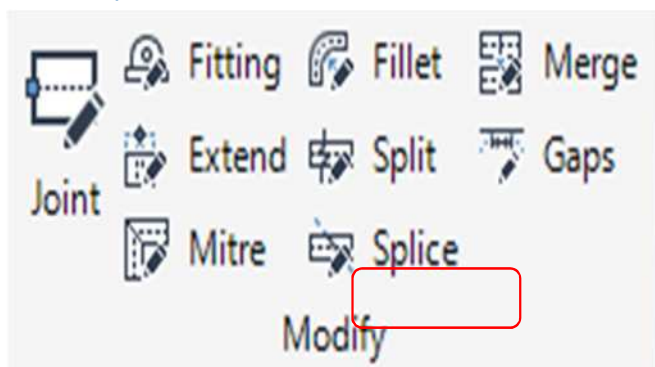 Fitting Fillet Merge
Extend Split Gaps
Joint
Mitre Splice
Modify